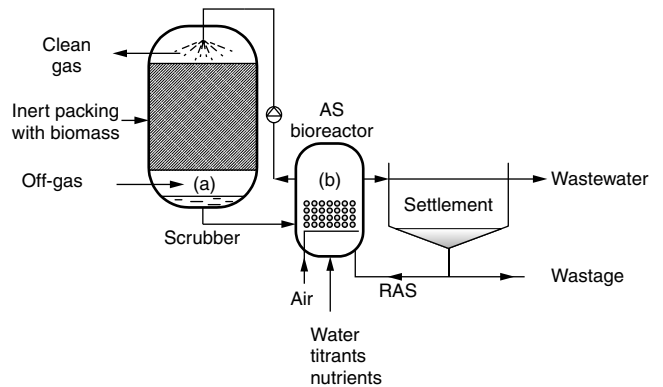 Clean
gas
Inert packing
with biomass
Off-gas
(a)
Scrubber
AS
bioreactor
(b)
Air
Water
titrants
nutrients
Settlement
RAS
Wastewater
Wastage